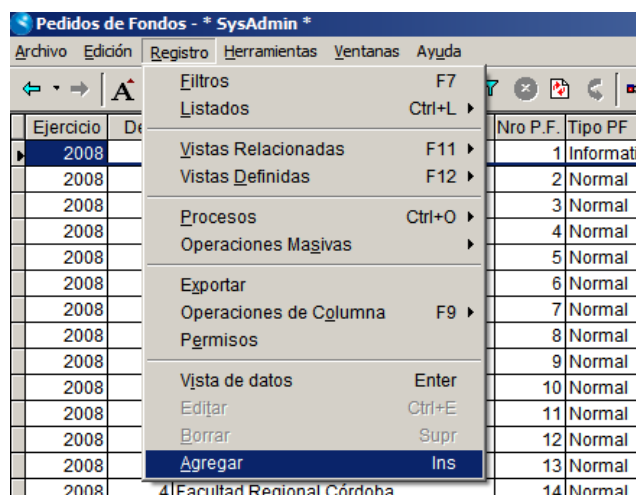 Pedidos de Fondos - * SysAdmin *
Archivo Edición Registro Herramientas Ventanas Ayuda
A
Filtros F7
Listados Ctrl+L
Vistas Relacionadas F11
Vistas Definidas F12
Procesos Ctrl+O
Operaciones Masivas
Exportar
Operaciones de Columna F9
Permisos
Vista de datos Enter
Editar Ctrl+E
Borrar Supr
Agregar Ins
Ejercicio De Nro P.F. Tipo PF
2008 1 Informati
2008 2 Normal
2008 3 Normal
2008 4 Normal
2008 5 Normal
2008 6 Normal
2008 7 Normal
2008 8 Normal
2008 9 Normal
2008 10 Normal
2008 11 Normal
2008 12 Normal
2008 13 Normal
2008 4 Facultad Regional Córdoba 14 Normal